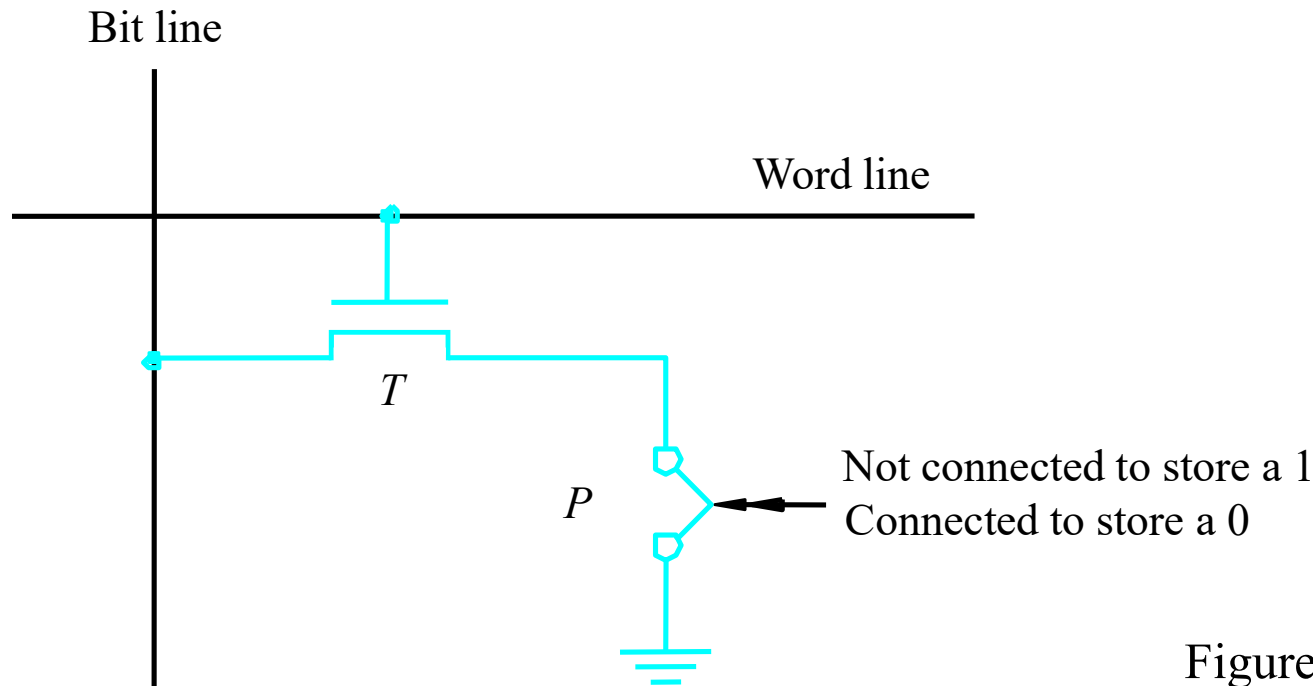 Bit line
Word line
T
Not connected to store a 1
P
Connected to store a 0
Figure